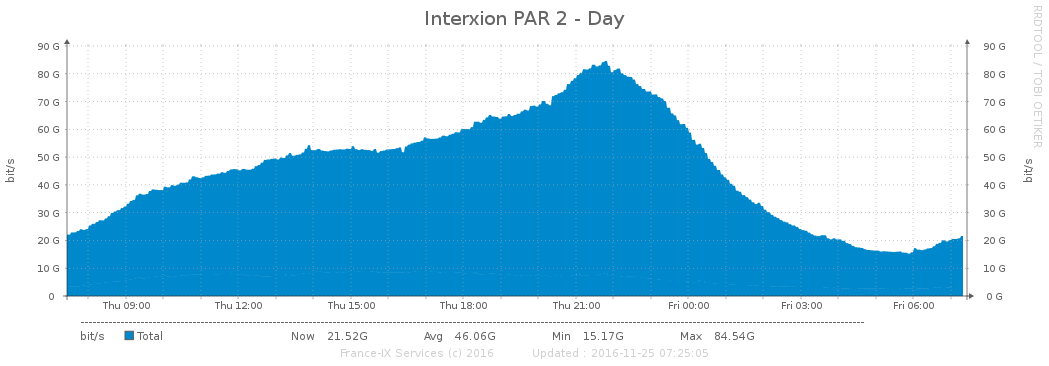 Interxion PAR 2 - Day
RRDTOOL / TOBI OETIKER
90 G 90 G
80 G 80 G
70 G 70 G
60 G 60 G
50 G 50 G
40 G 40 G
30 G 30 G
20 G 20 G
10 G 10 G
0 0 G
bit/s
bit/s
Thu 09:00 Thu 12:00 Thu 15:00 Thu 18:00 Thu 21:00 Fri 00:00 Fri 03:00 Fri 06:00
bit/s Total Now 21.52G Avg 46.06G Min 15.17G Max 84.54G
France-IX Services (c) 2016 Updated : 2016-11-25 07:25:05